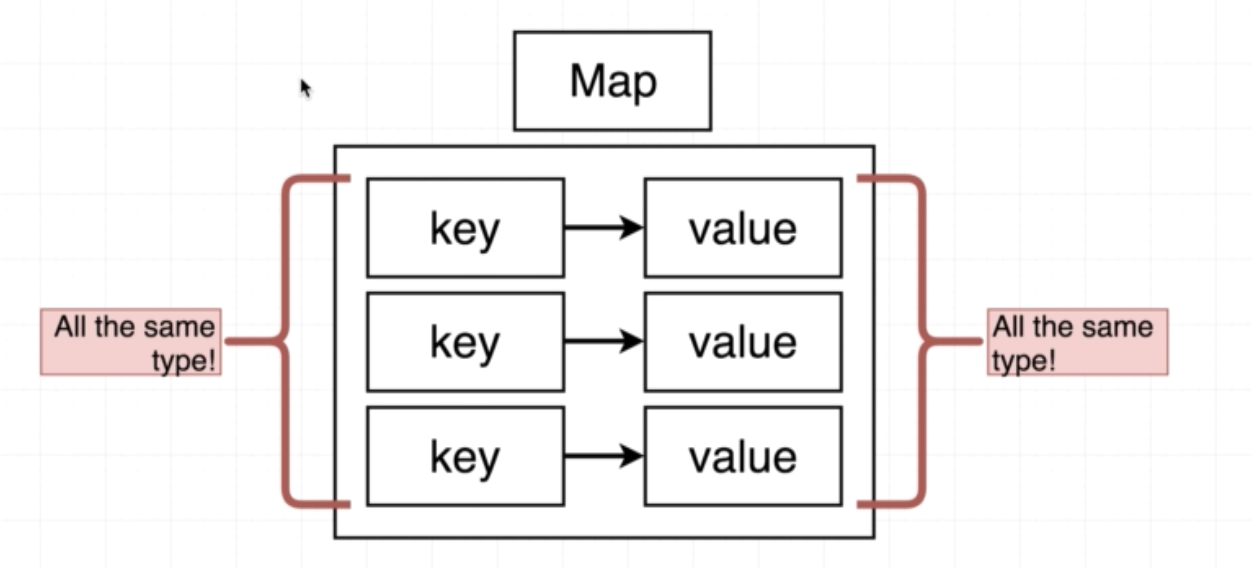 Map
key
value
key
value
key
value
All the same
type!
All the same
type!